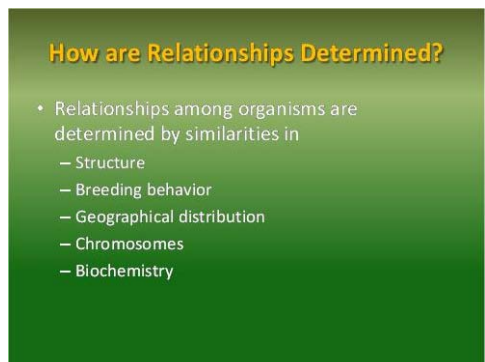 How are Relationships Determined?
• Relationships among organisms are
determined by similarities in
– Structure
– Breeding behavior
– Geographical distribution
– Chromosomes
– Biochemistry